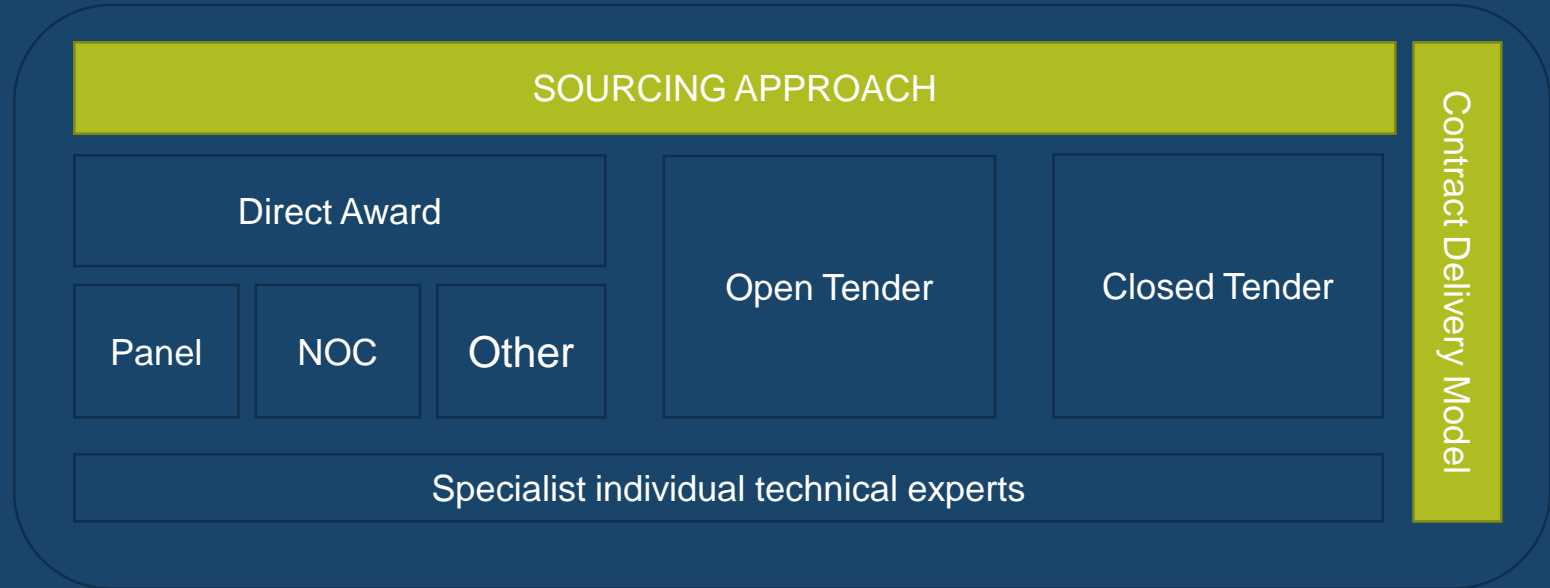 SOURCING APPROACH
Direct Award
Panel
NOC
Other
Open Tender
Closed Tender
Specialist individual technical experts
Contract Delivery Model